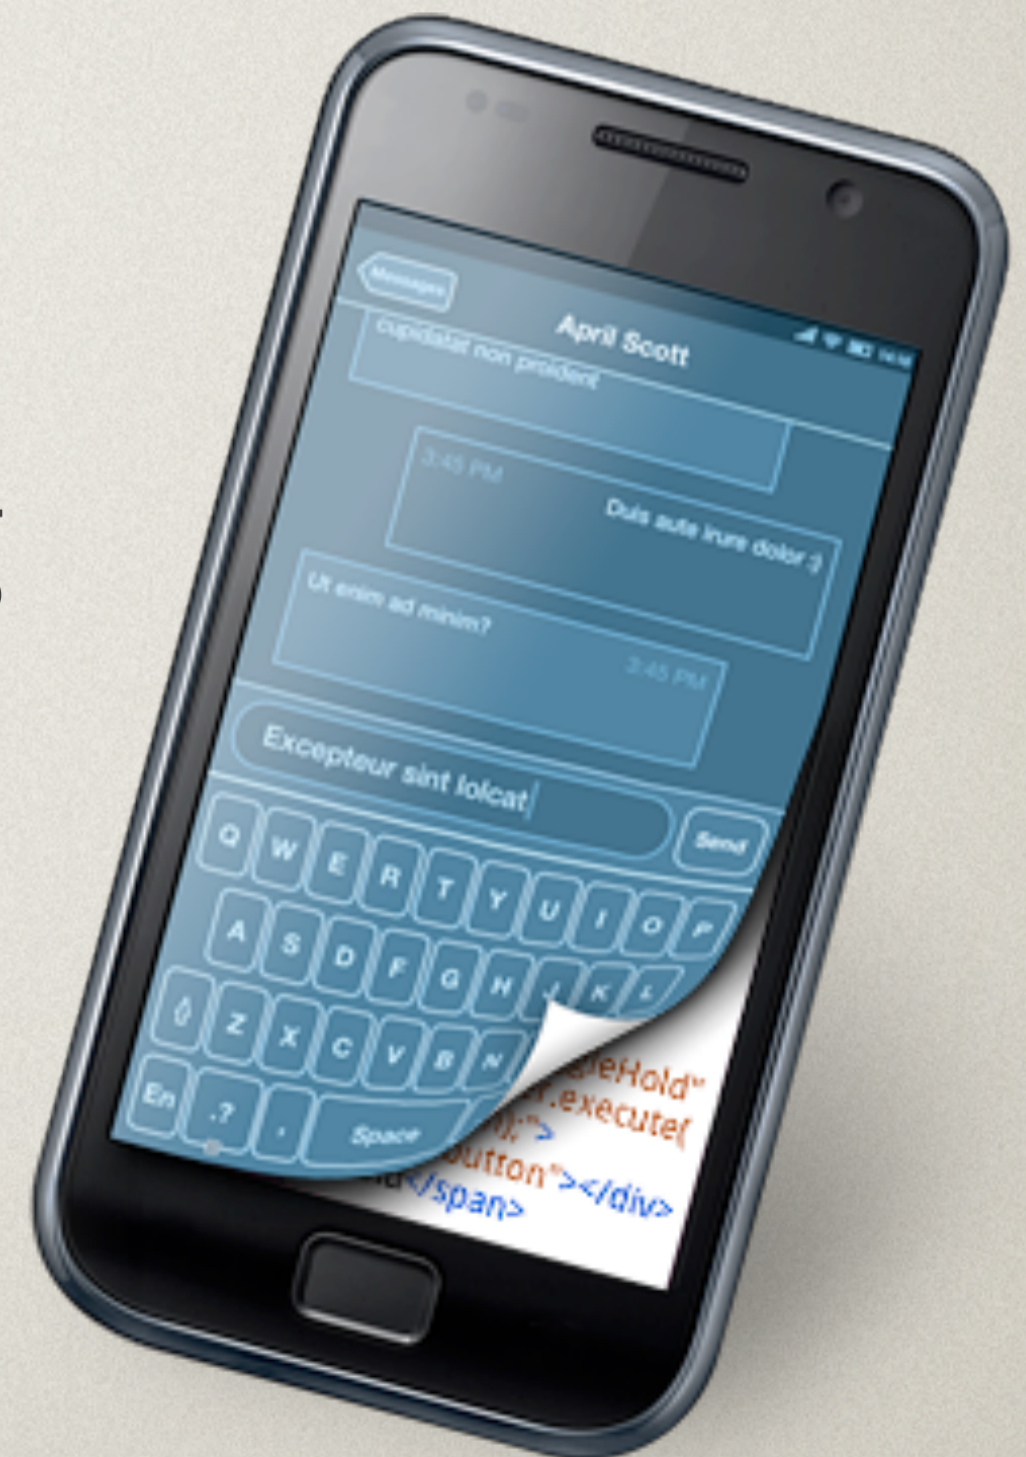 Messages
April Scott
cupidatat non proident
3:45 PM
Duis aute irure dolor :)
Ut enim ad minim?
3:45 PM
Excepteur sint lolcat
Send
Q W E R T Y U I O P
A S D F G H J K L
Z X C V B N
En .? , Space
gleHold"
.execute(
);">
button"></div>
</span>